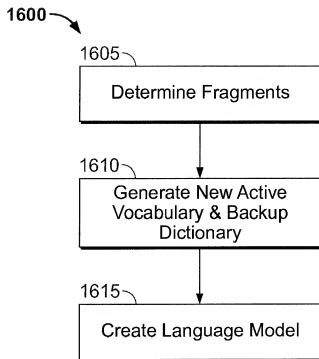 1600
1605
Determine Fragments
1610
Generate New Active
Vocabulary & Backup
Dictionary
1615
Create Language Model